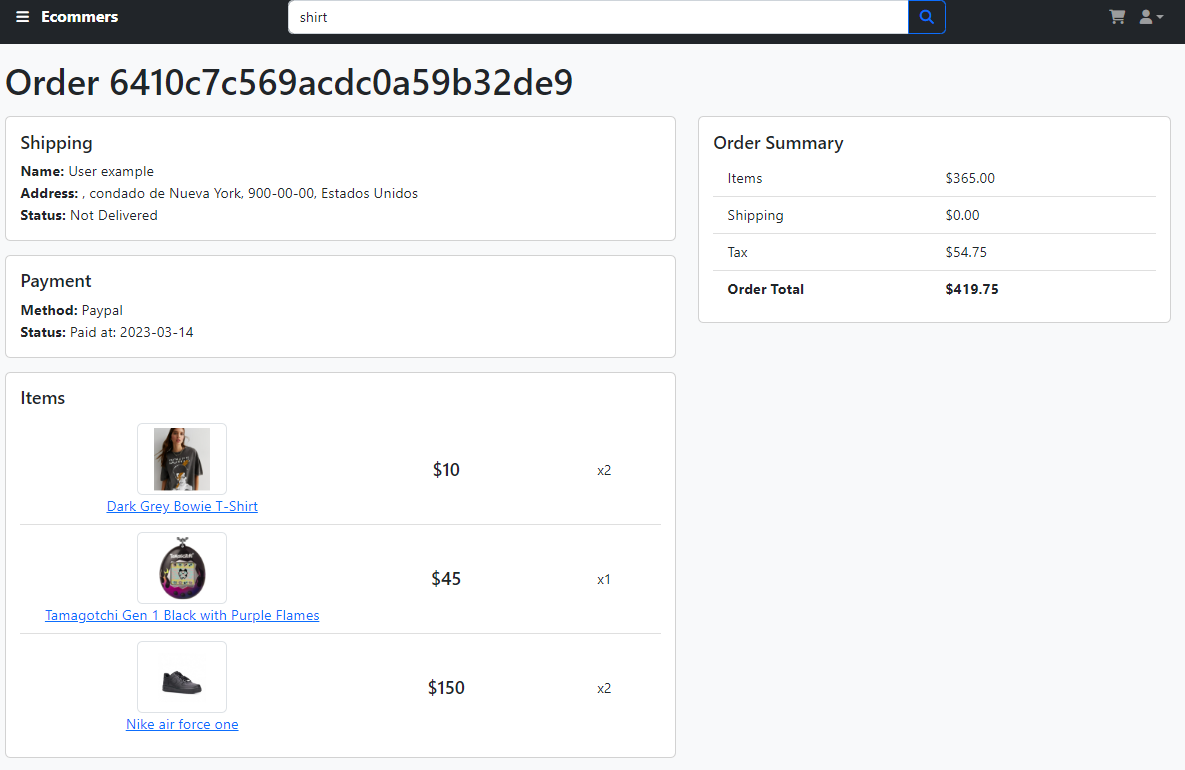 Ecommers
shirt
Order 6410c7c569acdc0a59b32de9
Shipping
Name: User example
Address: , condado de Nueva York, 900-00-00, Estados Unidos
Status: Not Delivered
Payment
Method: Paypal
Status: Paid at: 2023-03-14
Items
$10 x2
Dark Grey Bowie T-Shirt
$45 x1
Tamagotchi Gen 1 Black with Purple Flames
$150 x2
Nike air force one
Order Summary
Items $365.00
Shipping $0.00
Tax $54.75
Order Total $419.75